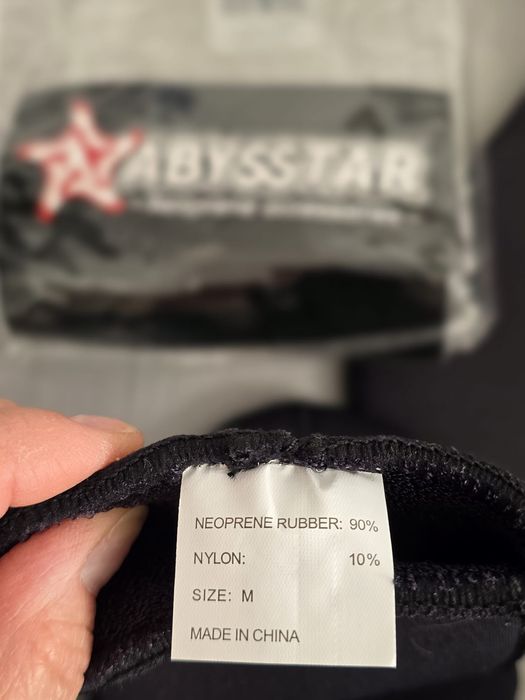 ABYSSTAR
NEOPRENE RUBBER: 90%
NYLON: 10%
SIZE: M
MADE IN CHINA